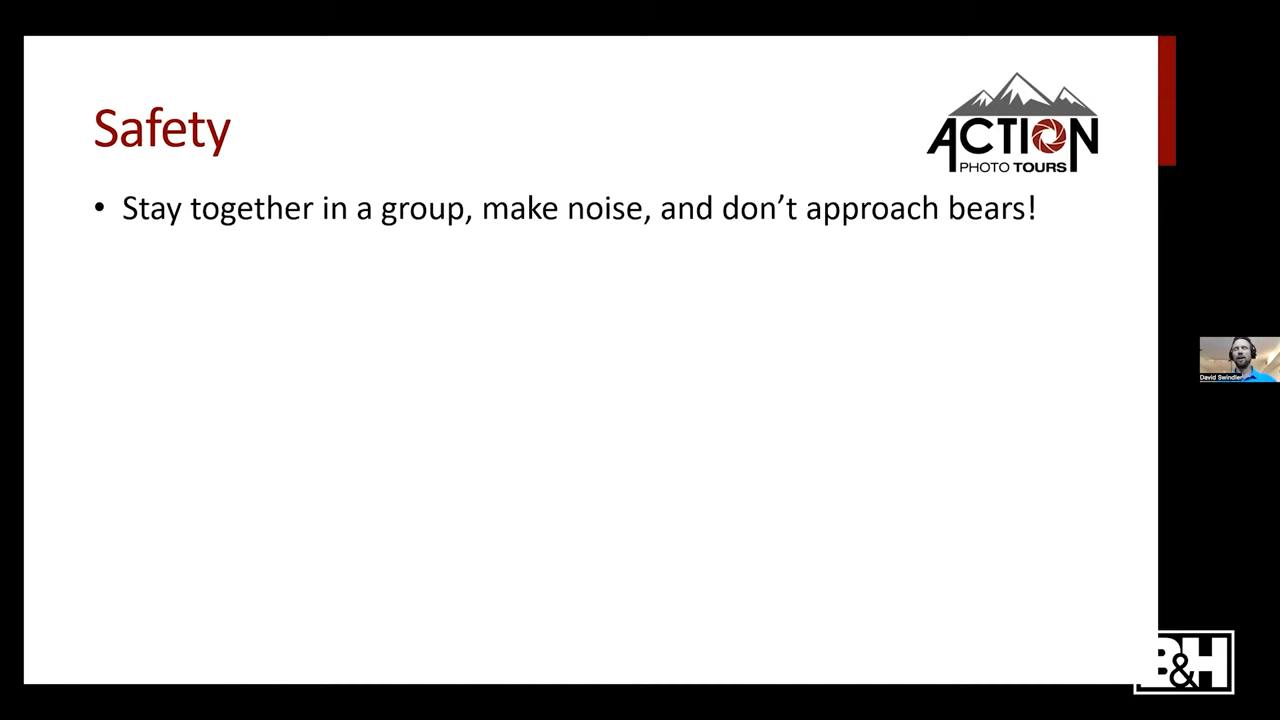 Safety
ACTION
PHOTO TOURS
• Stay together in a group, make noise, and don’t approach bears!
David Swindler
B&H